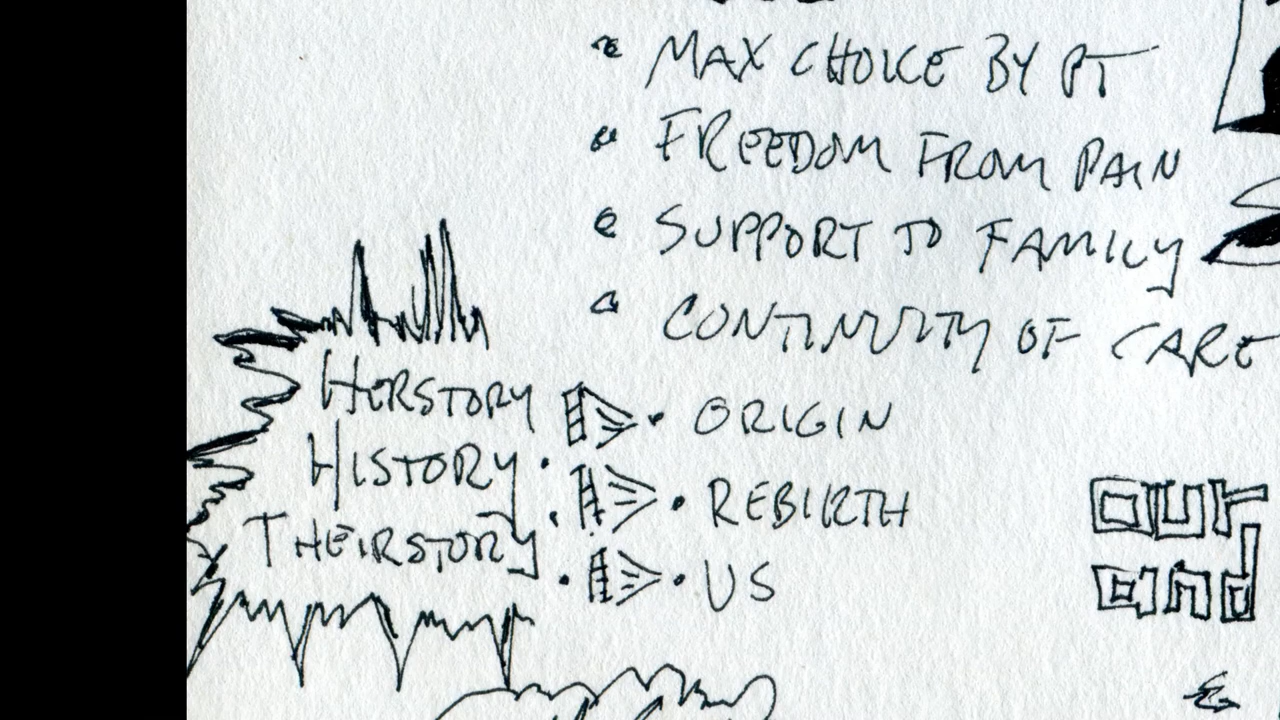 • MAX CHOICE BY PT
• FREEDOM FROM PAIN
• SUPPORT TO FAMILY
• CONTINUITY OF CARE
HERSTORY • ORIGIN
HISTORY • REBIRTH
THEIRSTORY • US
our
and